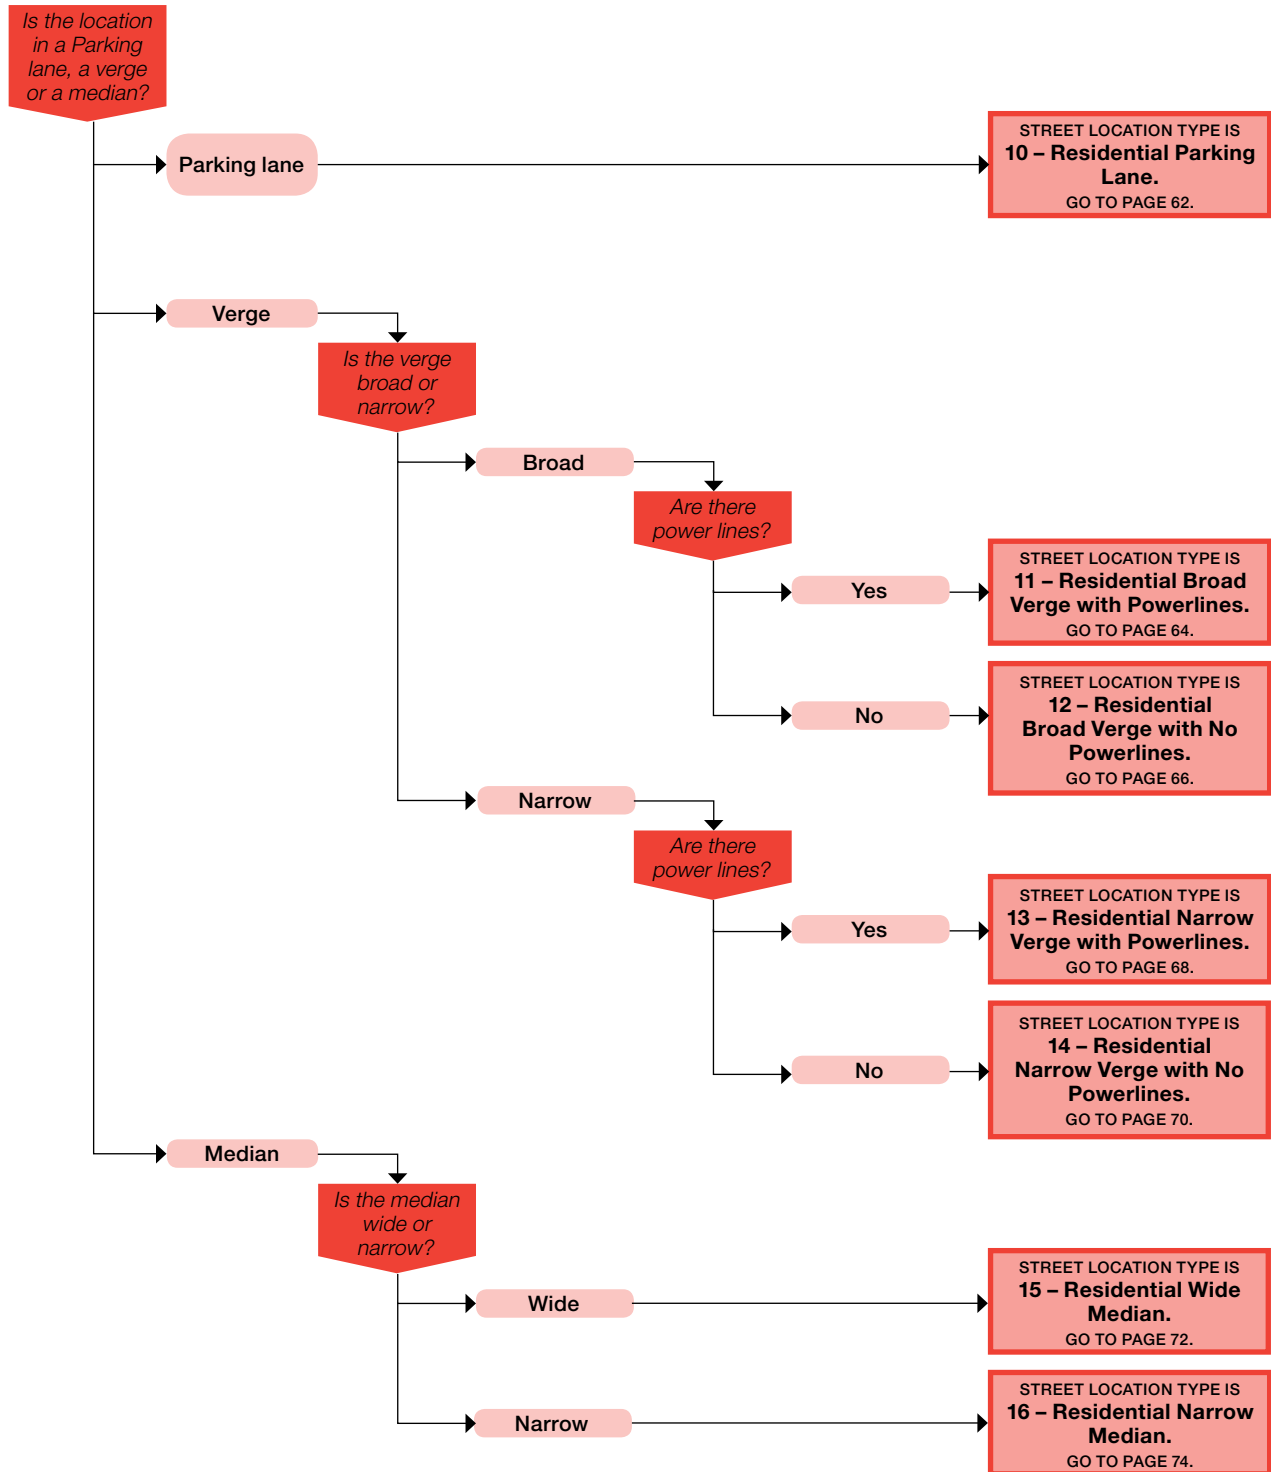 Is the location
in a Parking
lane, a verge
or a median?
Parking lane
STREET LOCATION TYPE IS
10 – Residential Parking
Lane.
GO TO PAGE 62.
Verge
Is the verge
broad or
narrow?
Broad
Are there
power lines?
Yes
STREET LOCATION TYPE IS
11 – Residential Broad
Verge with Powerlines.
GO TO PAGE 64.
No
STREET LOCATION TYPE IS
12 – Residential
Broad Verge with No
Powerlines.
GO TO PAGE 66.
Narrow
Are there
power lines?
Yes
STREET LOCATION TYPE IS
13 – Residential Narrow
Verge with Powerlines.
GO TO PAGE 68.
No
STREET LOCATION TYPE IS
14 – Residential
Narrow Verge with No
Powerlines.
GO TO PAGE 70.
Median
Is the median
wide or
narrow?
Wide
STREET LOCATION TYPE IS
15 – Residential Wide
Median.
GO TO PAGE 72.
Narrow
STREET LOCATION TYPE IS
16 – Residential Narrow
Median.
GO TO PAGE 74.